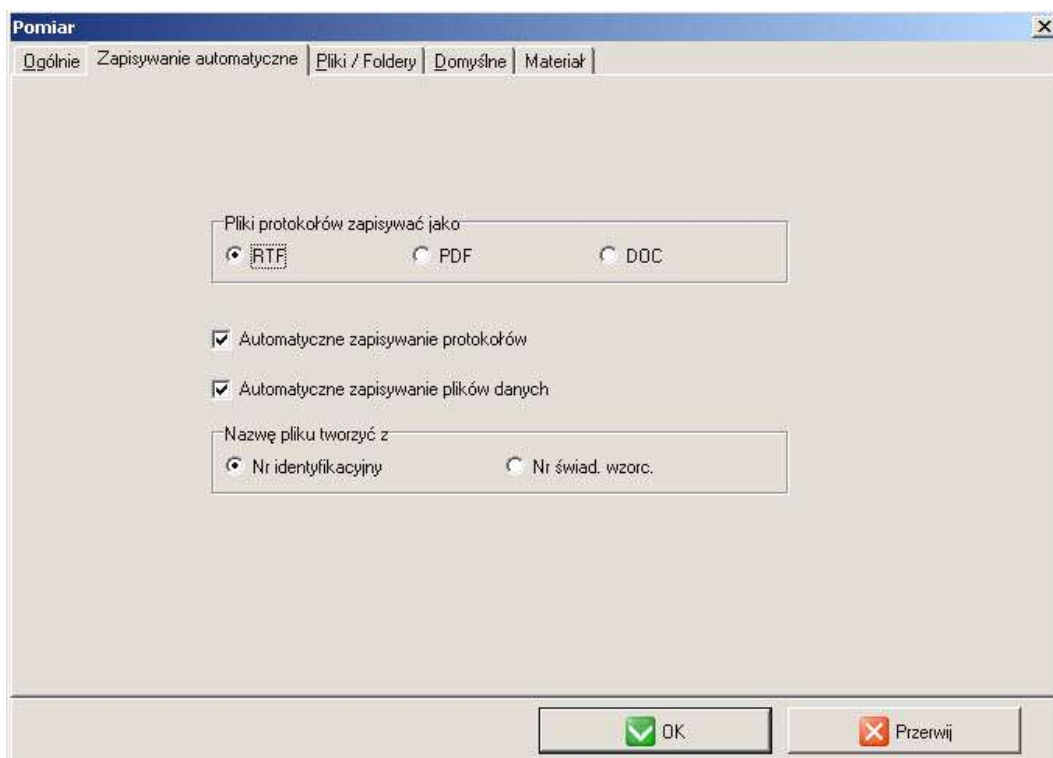 Pomiar
Ogólnie Zapisywanie automatyczne Pliki / Foldery Domyślne Materiał
Pliki protokołów zapisywać jako
RTF PDF DOC
Automatyczne zapisywanie protokołów
Automatyczne zapisywanie plików danych
Nazwę pliku tworzyć z
Nr identyfikacyjny Nr świad. wzorc.
OK Przerwij